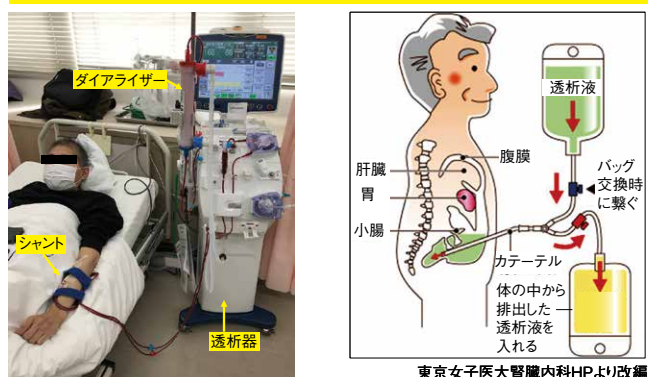 ダイアライザー
シャント
透析器
透析液
腹膜
肝臓
胃
小腸
バッグ
交換時
に繋ぐ
カテーテル
体の中から
排出した
透析液を
入れる
東京女子医大腎臓内科HPより改編